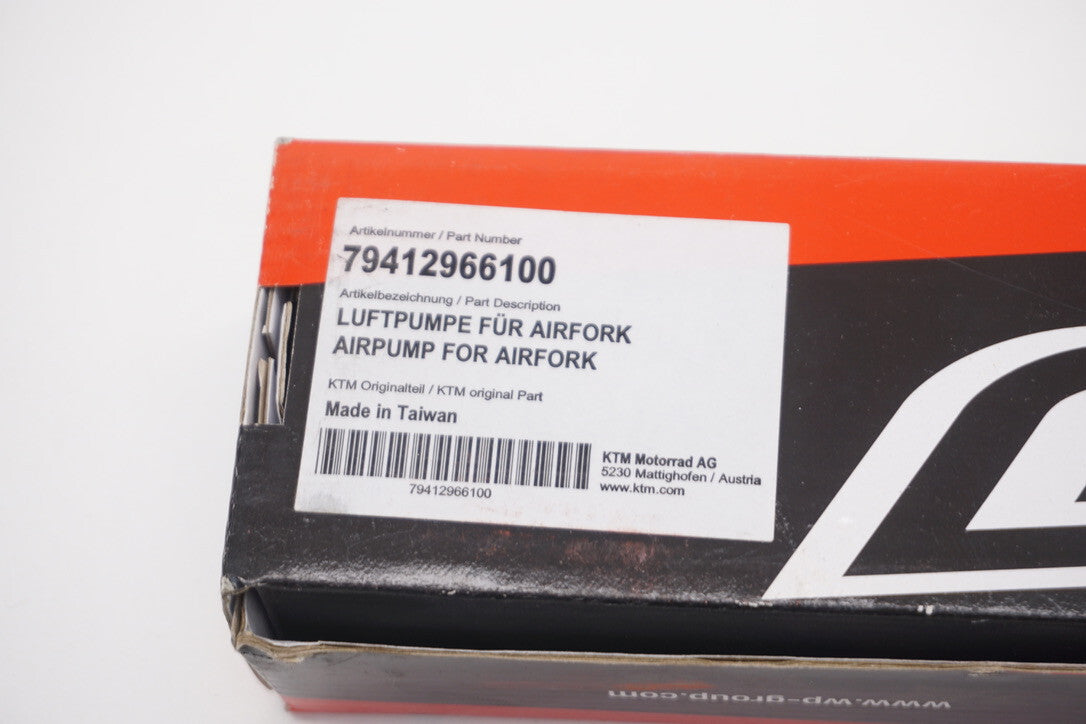 Artikelnummer / Part Number
79412966100
Artikelbezeichnung / Part Description
LUFTPUMPE FÜR AIRFORK
AIRPUMP FOR AIRFORK
KTM Originalteil / KTM original Part
Made in Taiwan
79412966100
KTM Motorrad AG
5230 Mattighofen / Austria
www.ktm.com
www.wp-group.com